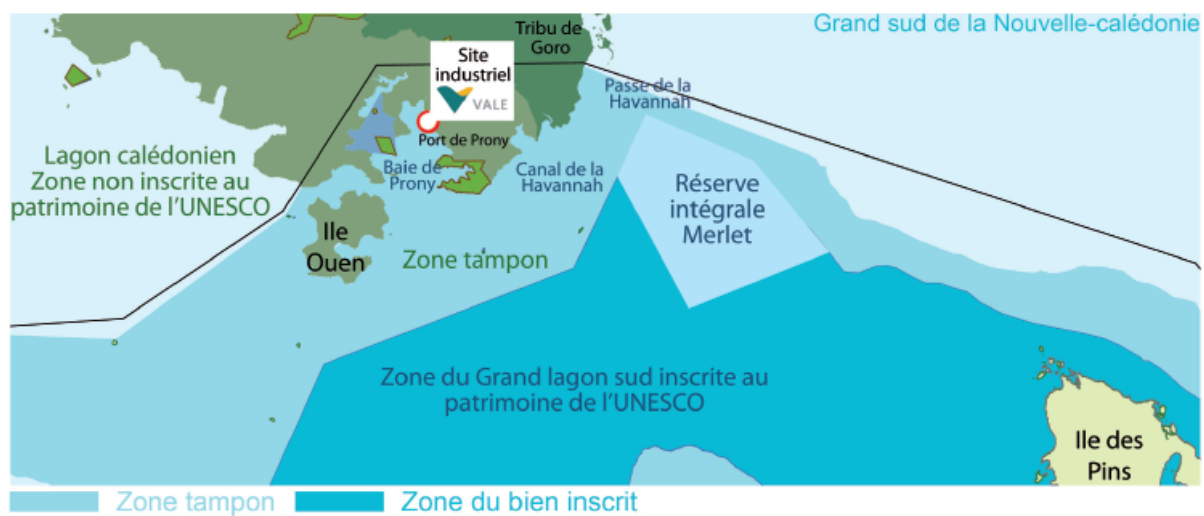 Grand sud de la Nouvelle-calédonie
Tribu de
Goro
Site
industriel
VALE
Passe de la
Havannah
Port de Prony
Lagon calédonien
Zone non inscrite au
patrimoine de l'UNESCO
Baie de
Prony
Canal de la
Havannah
Réserve
intégrale
Merlet
Ile
Ouen
Zone tampon
Zone du Grand lagon sud inscrite au
patrimoine de l'UNESCO
Ile des
Pins
Zone tampon
Zone du bien inscrit